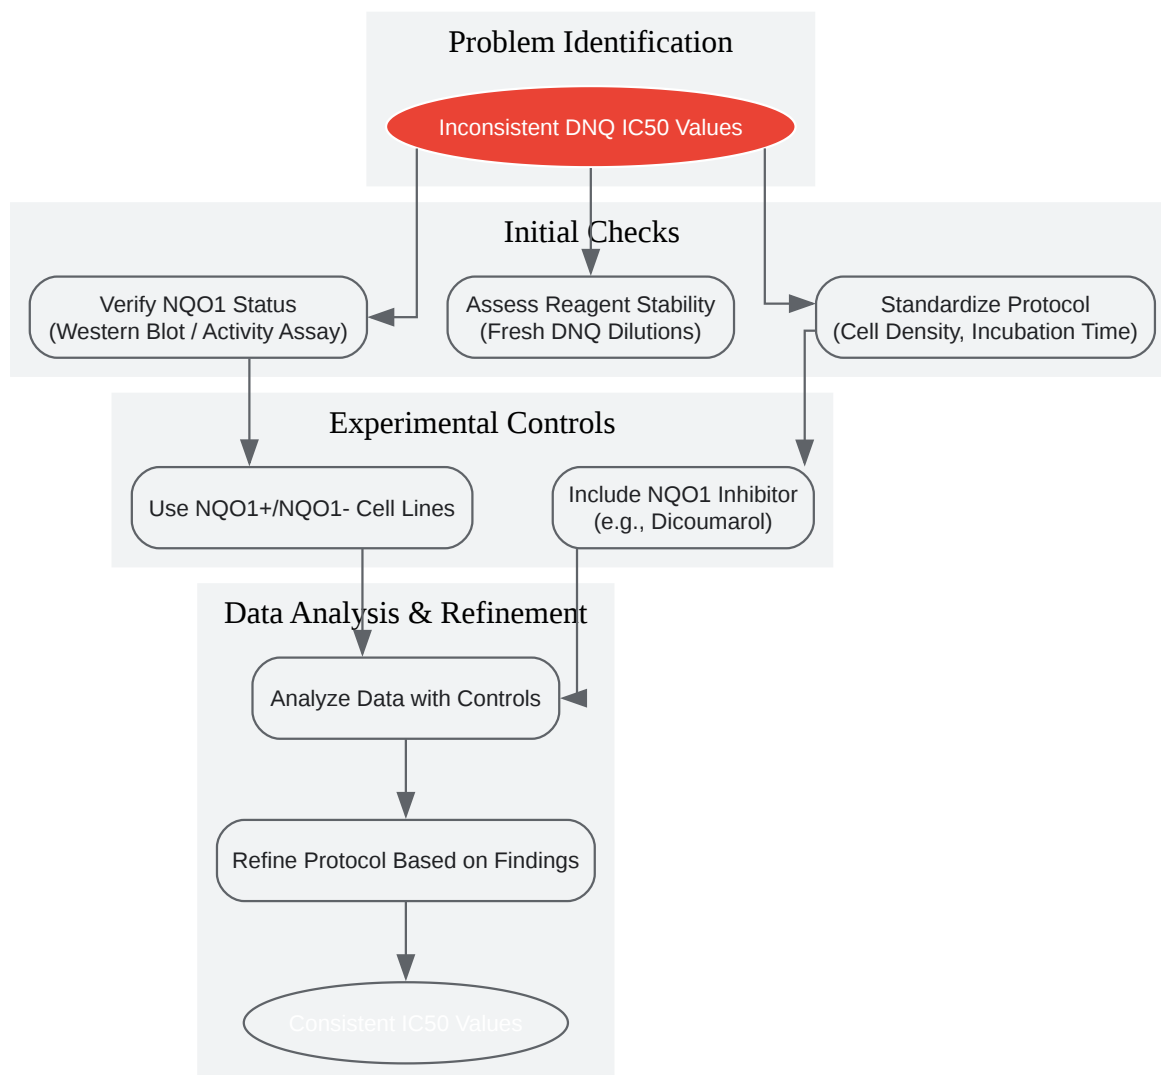 Problem Identification
Inconsistent DNQ IC50 Values
Initial Checks
Verify NQO1 Status
(Western Blot / Activity Assay)
Assess Reagent Stability
(Fresh DNQ Dilutions)
Standardize Protocol
(Cell Density, Incubation Time)
Experimental Controls
Use NQO1+/NQO1- Cell Lines
Include NQO1 Inhibitor
(e.g., Dicoumarol)
Data Analysis & Refinement
Analyze Data with Controls
Refine Protocol Based on Findings
Consistent IC50 Values